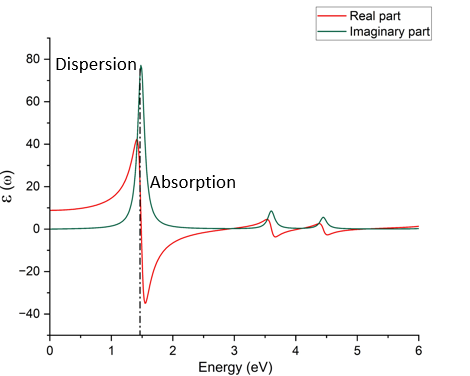 Real part
Imaginary part
Dispersion
Absorption
ε (ω)
80
60
40
20
0
−20
−40
0 1 2 3 4 5 6
Energy (eV)